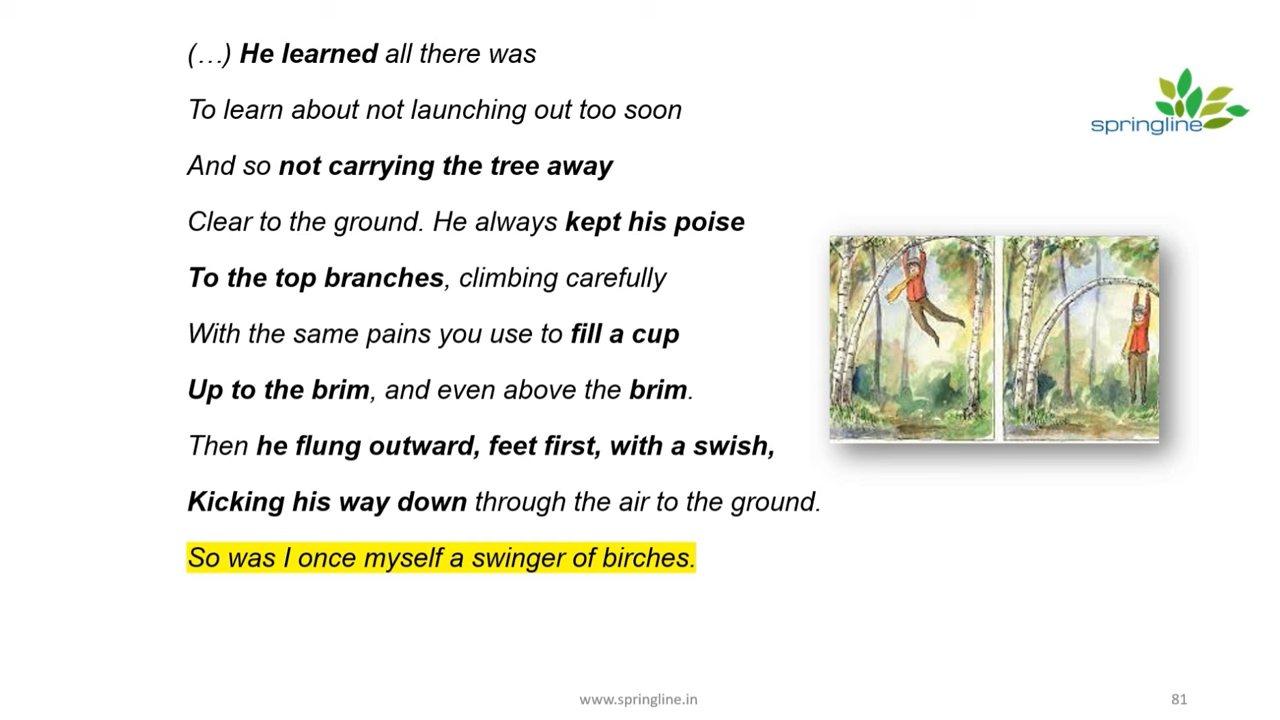 (…) He learned all there was
To learn about not launching out too soon
And so not carrying the tree away
Clear to the ground. He always kept his poise
To the top branches, climbing carefully
With the same pains you use to fill a cup
Up to the brim, and even above the brim.
Then he flung outward, feet first, with a swish,
Kicking his way down through the air to the ground.
So was I once myself a swinger of birches.
springline
www.springline.in
81